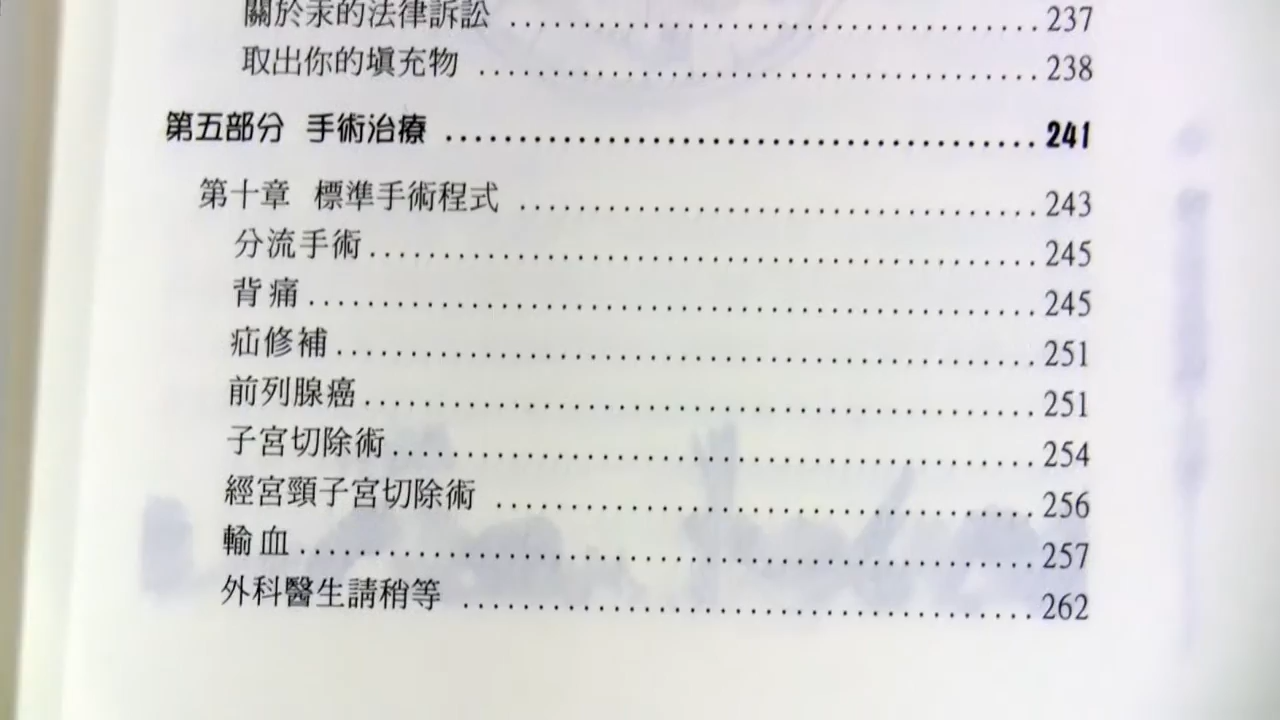 關於汞的法律訴訟 ........................................ 237
取出你的填充物 ........................................ 238
第五部分 手術治療 ........................................ 241
第十章 標準手術程式 ........................................ 243
分流手術 ........................................ 245
背痛 ........................................ 245
疝修補 ........................................ 251
前列腺癌 ........................................ 251
子宮切除術 ........................................ 254
經宮頸子宮切除術 ........................................ 256
輸血 ........................................ 257
外科醫生請稍等 ........................................ 262